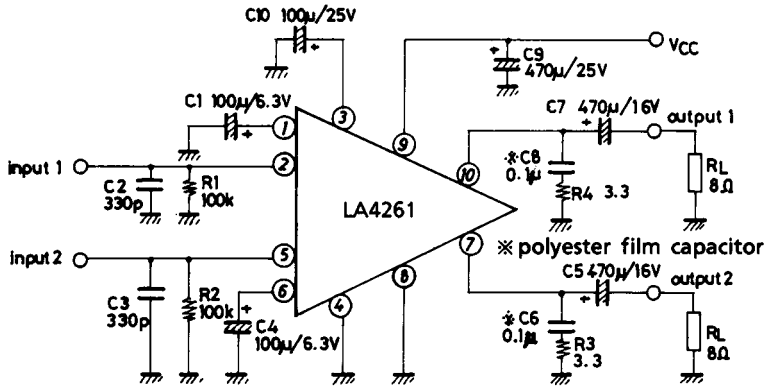 C10 100μ/25V
3
C1 100μ/6.3V
1
input 1
2
C2
330p
R1
100k
LA4261
9
C9
470μ/25V
VCC
10
C7 470μ/16V
output 1
※C8
0.1μ
R4 3.3
RL
8Ω
input 2
5
6
C3
330p
R2
100k
C4
100μ/6.3V
4
8
7
※ polyester film capacitor
C5 470μ/16V
output 2
※C6
0.1μ
R3
3.3
RL
8Ω